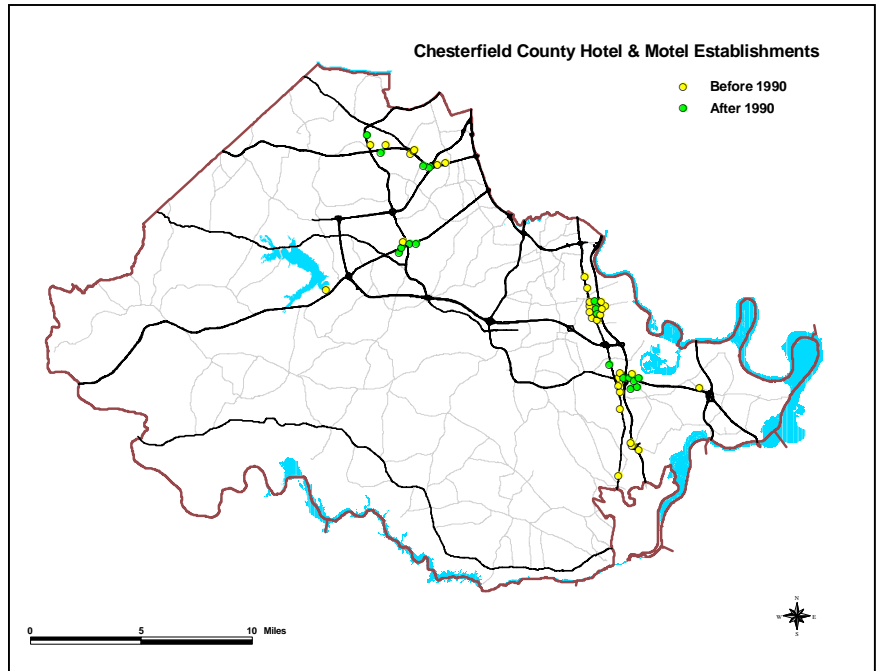 Chesterfield County Hotel & Motel Establishments
Before 1990
After 1990
N
W E
S
0 5 10 Miles